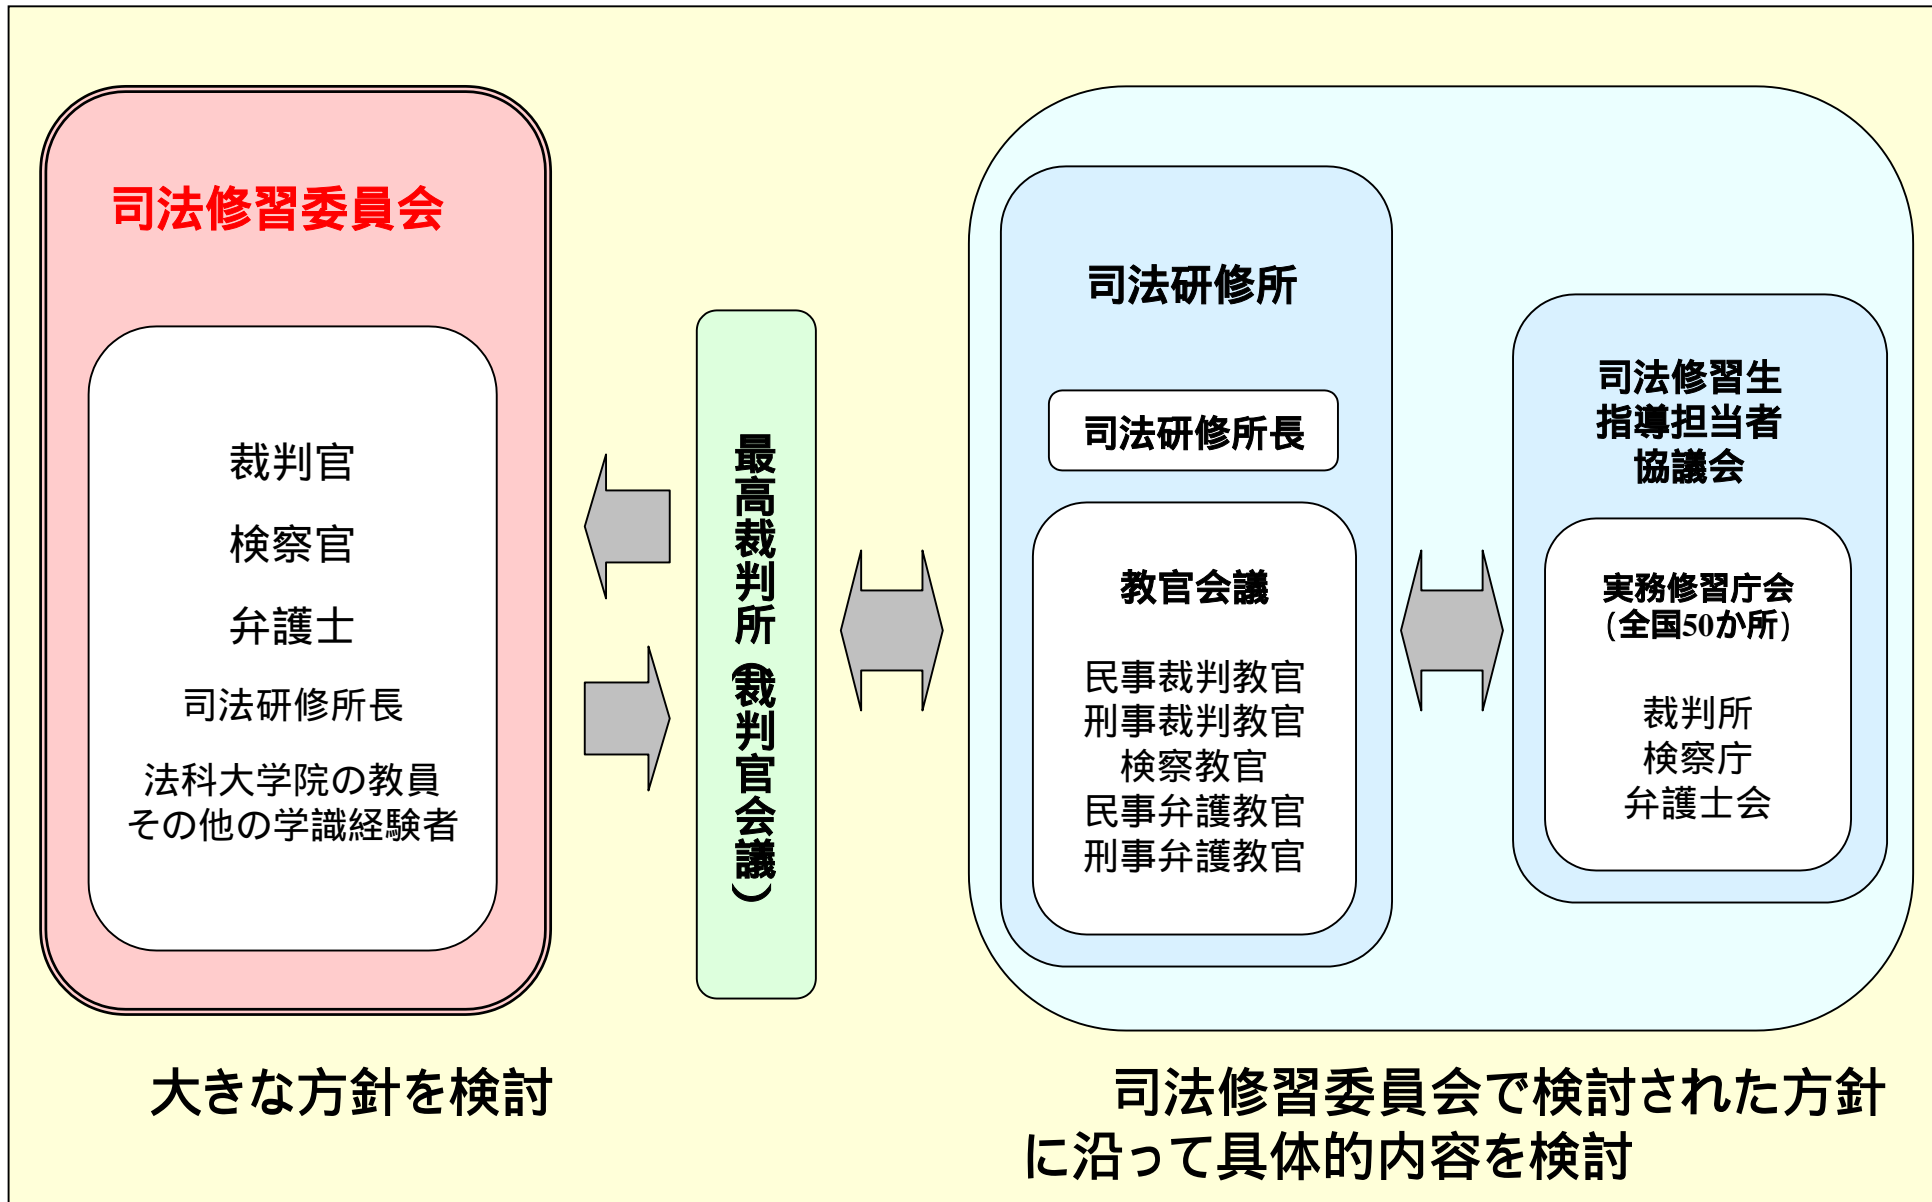 司法修習委員会
裁判官
検察官
弁護士
司法研修所長
法科大学院の教員
その他の学識経験者
大きな方針を検討
最高裁判所(裁判官会議)
司法研修所
司法研修所長
教官会議
民事裁判教官
刑事裁判教官
検察教官
民事弁護教官
刑事弁護教官
司法修習生
指導担当者
協議会
実務修習庁会
(全国50か所)
裁判所
検察庁
弁護士会
司法修習委員会で検討された方針
に沿って具体的内容を検討